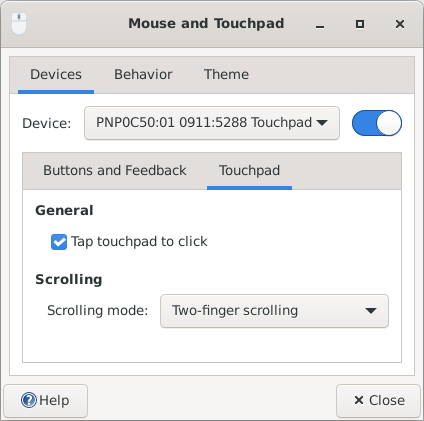 Mouse and Touchpad
Devices Behavior Theme
Device: PNP0C50:01 0911:5288 Touchpad
Buttons and Feedback Touchpad
General
Tap touchpad to click
Scrolling
Scrolling mode: Two-finger scrolling
Help Close